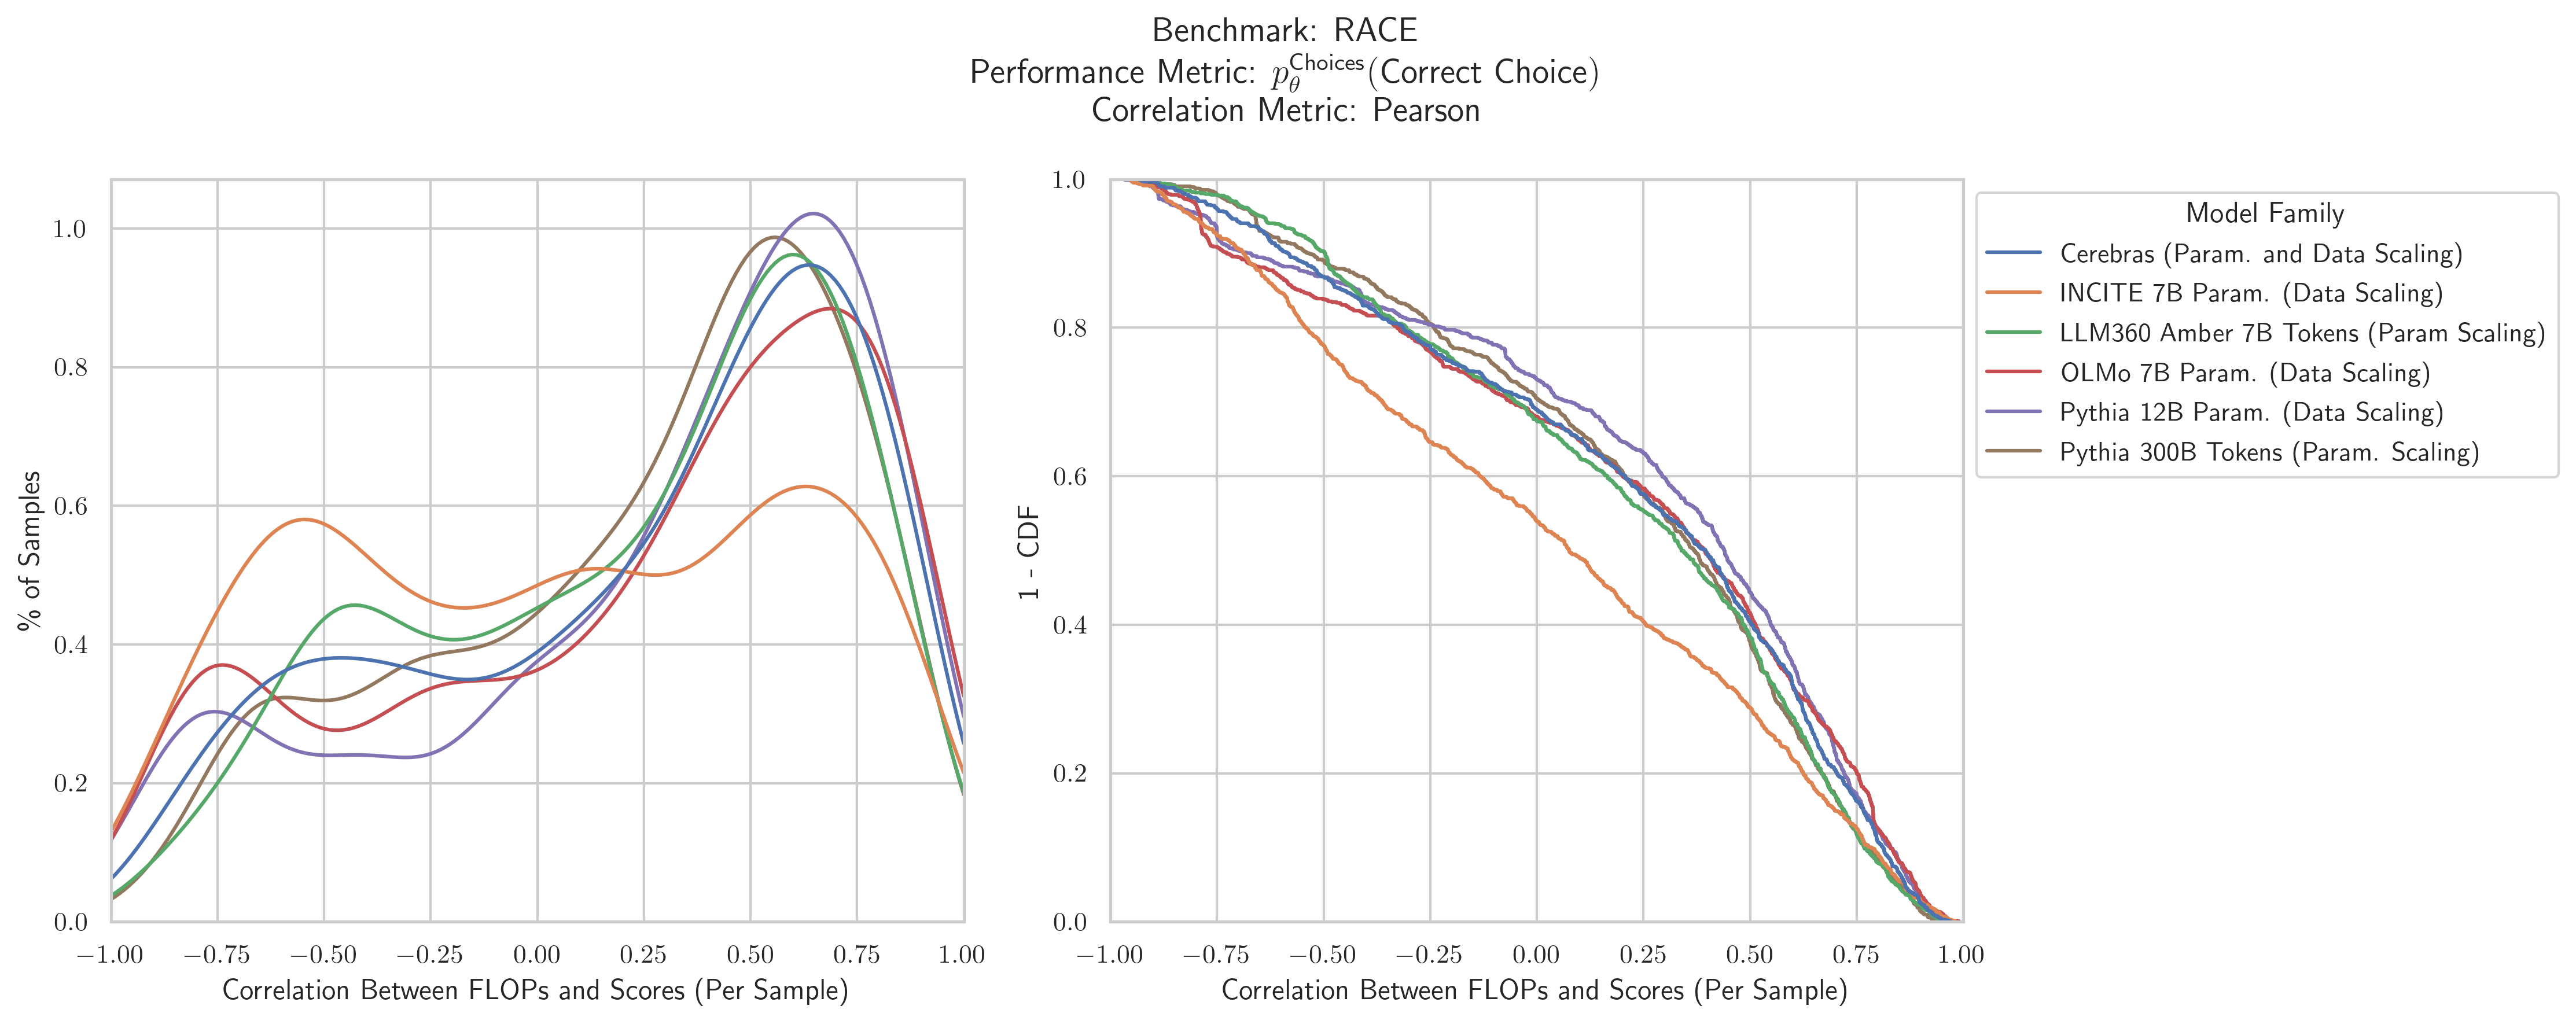 Benchmark: RACE
Performance Metric: $p_\theta^{\text{Choices}}$(Correct Choice)
Correlation Metric: Pearson
% of Samples
1.0
0.8
0.6
0.4
0.2
0.0
−1.00 −0.75 −0.50 −0.25 0.00 0.25 0.50 0.75 1.00
Correlation Between FLOPs and Scores (Per Sample)
1 - CDF
1.0
0.8
0.6
0.4
0.2
0.0
−1.00 −0.75 −0.50 −0.25 0.00 0.25 0.50 0.75 1.00
Correlation Between FLOPs and Scores (Per Sample)
Model Family
Cerebras (Param. and Data Scaling)
INCITE 7B Param. (Data Scaling)
LLM360 Amber 7B Tokens (Param Scaling)
OLMo 7B Param. (Data Scaling)
Pythia 12B Param. (Data Scaling)
Pythia 300B Tokens (Param. Scaling)